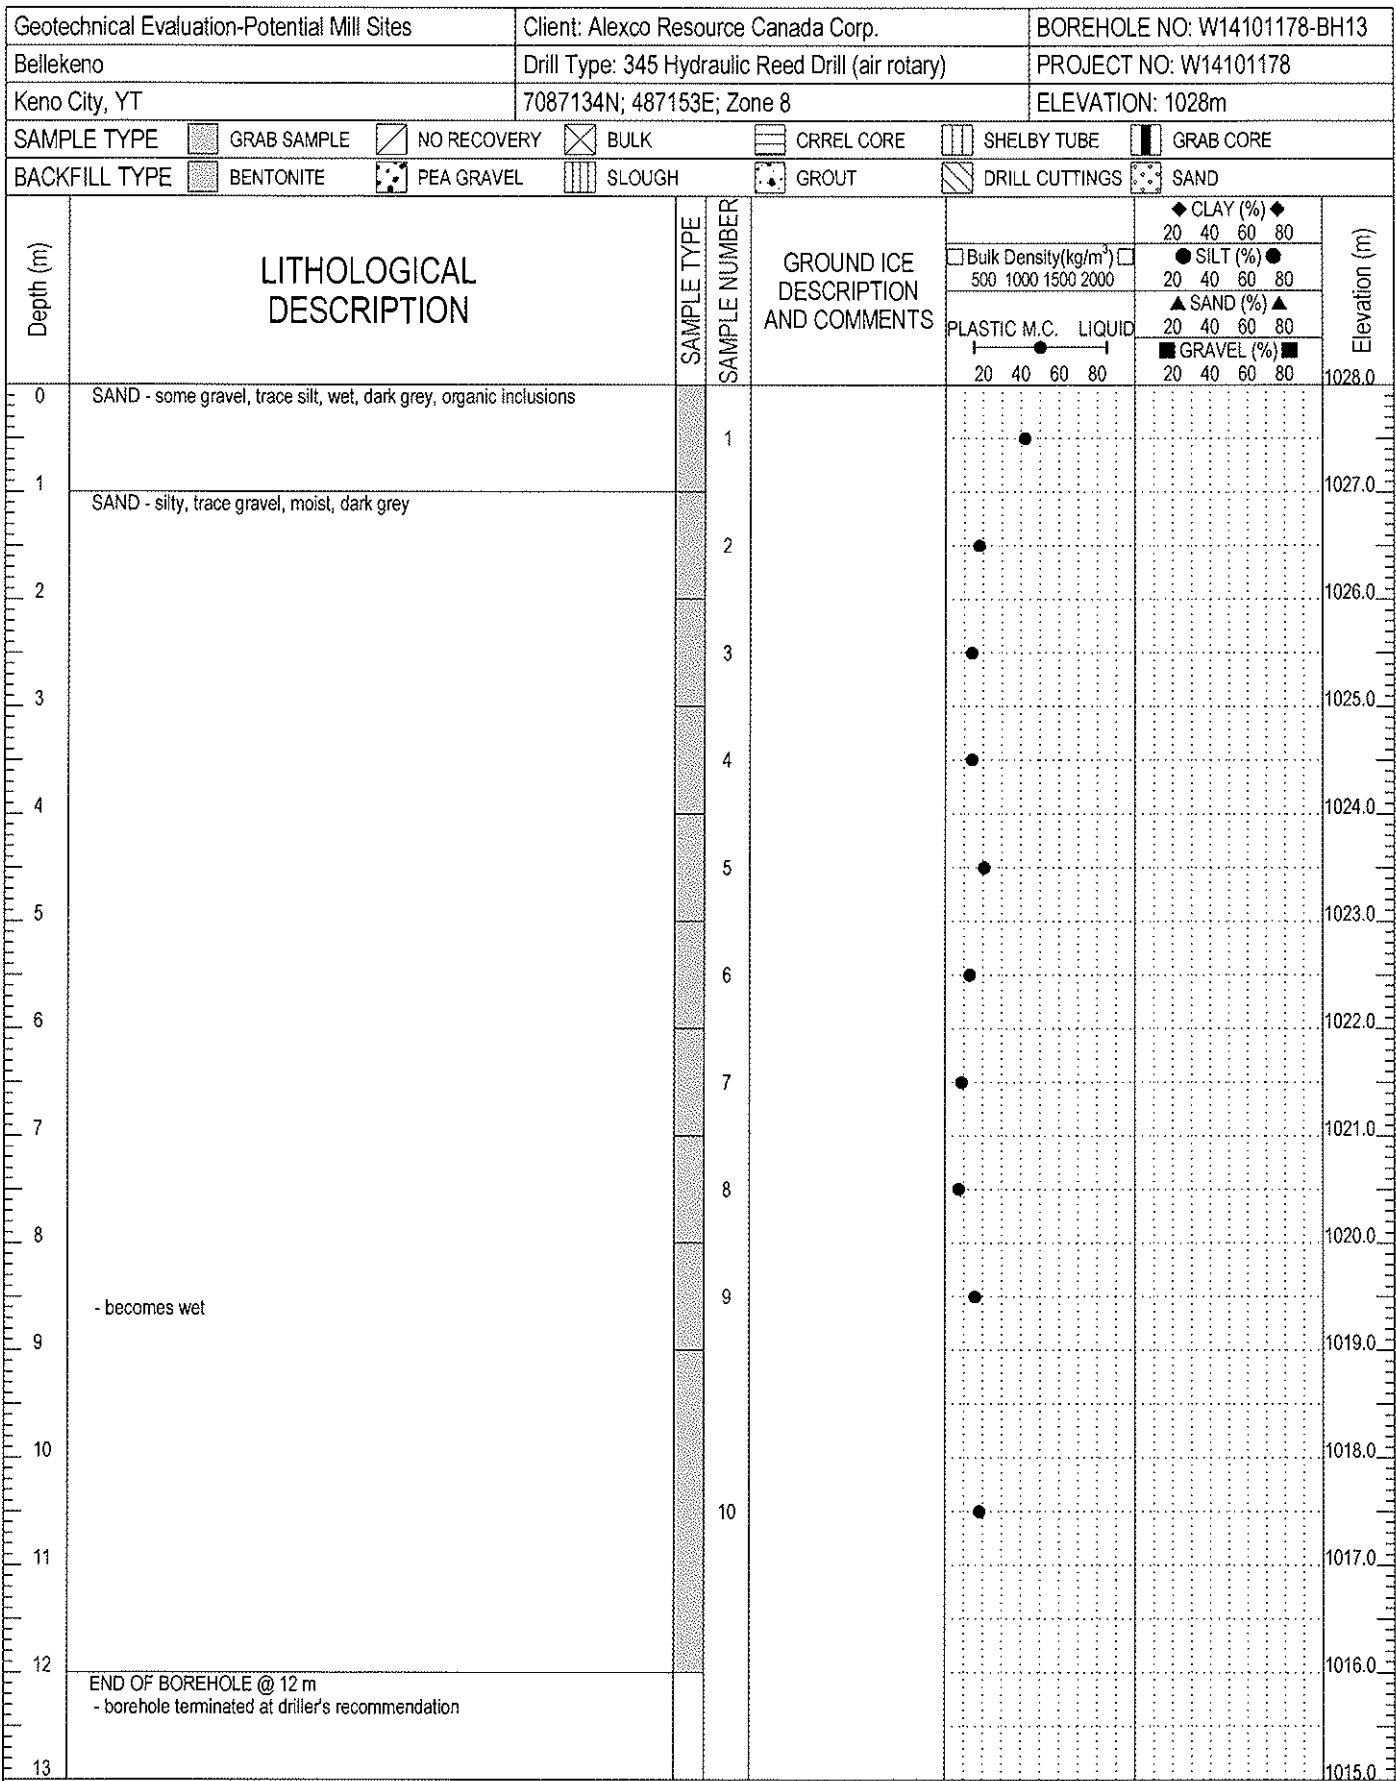 Geotechnical Evaluation-Potential Mill Sites
Client: Alexco Resource Canada Corp.
BOREHOLE NO: W14101178-BH13
Bellekeno
Drill Type: 345 Hydraulic Reed Drill (air rotary)
PROJECT NO: W14101178
Keno City, YT
7087134N; 487153E; Zone 8
ELEVATION: 1028m
SAMPLE TYPE GRAB SAMPLE NO RECOVERY BULK CRREL CORE SHELBY TUBE GRAB CORE
BACKFILL TYPE BENTONITE PEA GRAVEL SLOUGH GROUT DRILL CUTTINGS SAND
Depth (m)
LITHOLOGICAL
DESCRIPTION
SAMPLE TYPE
SAMPLE NUMBER
GROUND ICE
DESCRIPTION
AND COMMENTS
□ Bulk Density(kg/m³) □
500 1000 1500 2000
PLASTIC M.C. LIQUID
20 40 60 80
◆ CLAY (%) ◆
20 40 60 80
● SILT (%) ●
20 40 60 80
▲ SAND (%) ▲
20 40 60 80
■ GRAVEL (%) ■
20 40 60 80
Elevation (m)
1028.0
0
SAND - some gravel, trace silt, wet, dark grey, organic inclusions
1
1
1027.0
SAND - silty, trace gravel, moist, dark grey
2
2
1026.0
3
3
1025.0
4
4
1024.0
5
5
1023.0
6
6
1022.0
7
7
1021.0
8
8
1020.0
9
- becomes wet
9
1019.0
10
1018.0
10
11
1017.0
12
1016.0
END OF BOREHOLE @ 12 m
- borehole terminated at driller's recommendation
13
1015.0